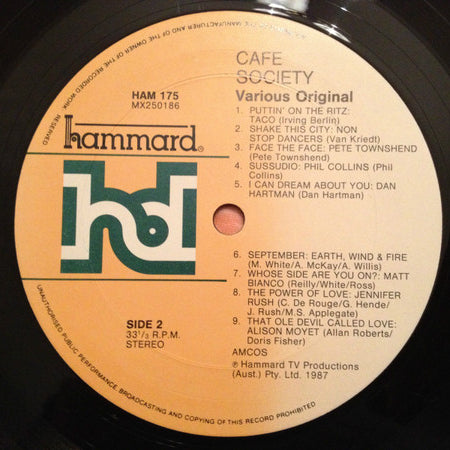 CAFE
SOCIETY
Various Original
HAM 175
MX250186
hammard®
hd
1. PUTTIN' ON THE RITZ:
TACO (Irving Berlin)
2. SHAKE THIS CITY: NON
STOP DANCERS (Van Kriedt)
3. FACE THE FACE: PETE TOWNSHEND
(Pete Townshend)
4. SUSSUDIO: PHIL COLLINS (Phil
Collins)
5. I CAN DREAM ABOUT YOU: DAN
HARTMAN (Dan Hartman)
6. SEPTEMBER: EARTH, WIND & FIRE
(M. White/A. McKay/A. Willis)
7. WHOSE SIDE ARE YOU ON?: MATT
BIANCO (Reilly/White/Ross)
8. THE POWER OF LOVE: JENNIFER
RUSH (C. De Rouge/G. Hende/
J. Rush/M.S. Applegate)
9. THAT OLE DEVIL CALLED LOVE:
ALISON MOYET (Allan Roberts/
Doris Fisher)
AMCOS
℗ Hammard TV Productions
(Aust.) Pty. Ltd. 1987
SIDE 2
33⅓ R.P.M.
STEREO
MANUFACTURER AND OF THE OWNER OF THE RECORDED WORK RESERVED
UNAUTHORISED PUBLIC PERFORMANCE, BROADCASTING AND COPYING OF THIS RECORD PROHIBITED